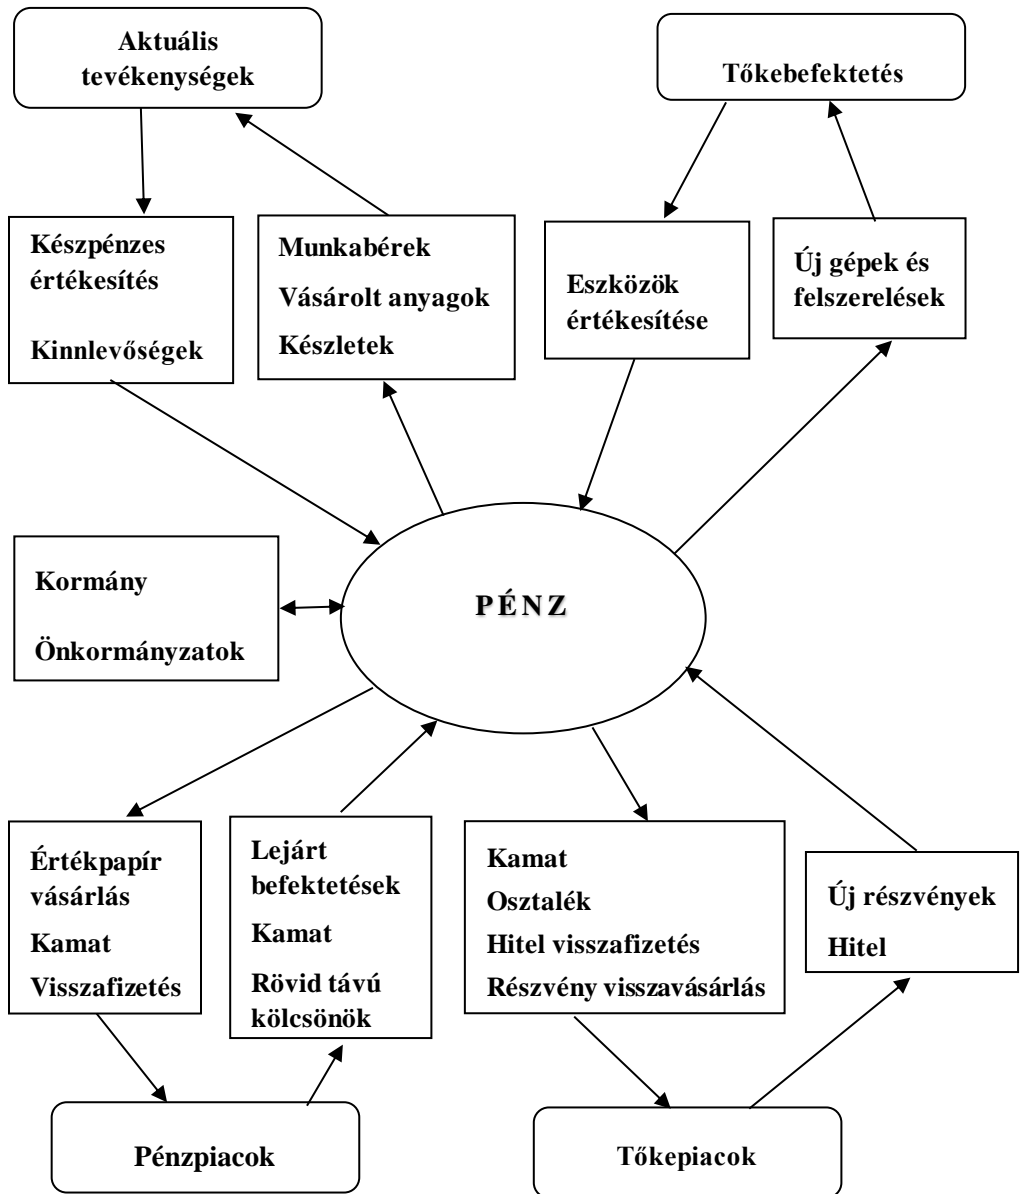 Aktuális
tevékenységek
Tőkebefektetés
Készpénzes
értékesítés
Kinnlevőségek
Munkabérek
Vásárolt anyagok
Készletek
Eszközök
értékesítése
Új gépek és
felszerelések
Kormány
Önkormányzatok
PÉNZ
Értékpapír
vásárlás
Kamat
Visszafizetés
Lejárt
befektetések
Kamat
Rövid távú
kölcsönök
Kamat
Osztalék
Hitel visszafizetés
Részvény visszavásárlás
Új részvények
Hitel
Pénzpiacok
Tőkepiacok